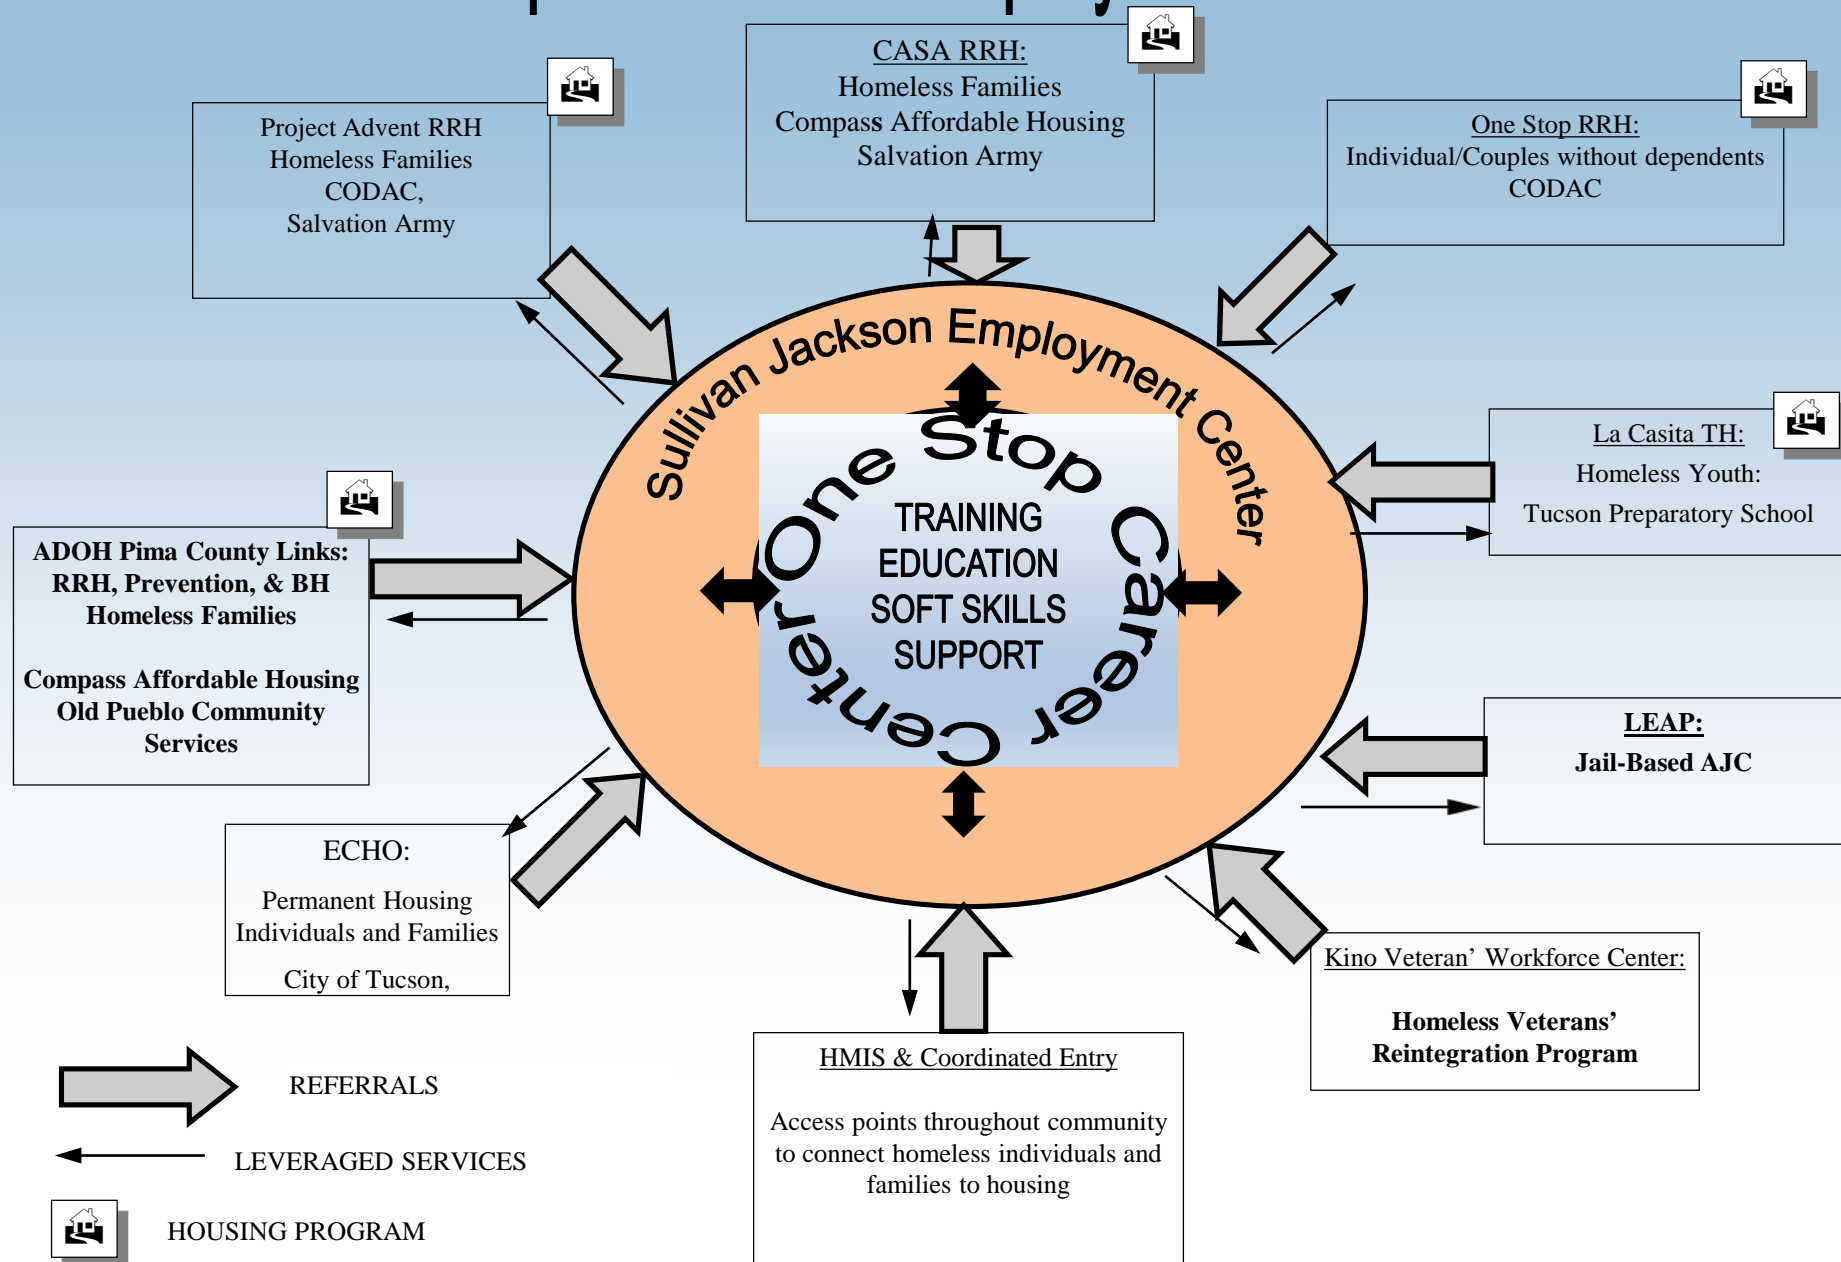 CASA RRH:
Homeless Families
Compass Affordable Housing
Salvation Army
Project Advent RRH
Homeless Families
CODAC,
Salvation Army
One Stop RRH:
Individual/Couples without dependents
CODAC
Sullivan Jackson Employment Center
One Stop Career Center
TRAINING
EDUCATION
SOFT SKILLS
SUPPORT
La Casita TH:
Homeless Youth:
Tucson Preparatory School
ADOH Pima County Links:
RRH, Prevention, & BH
Homeless Families
Compass Affordable Housing
Old Pueblo Community
Services
LEAP:
Jail-Based AJC
ECHO:
Permanent Housing
Individuals and Families
City of Tucson,
Kino Veteran’ Workforce Center:
Homeless Veterans’
Reintegration Program
HMIS & Coordinated Entry
Access points throughout community
to connect homeless individuals and
families to housing
REFERRALS
LEVERAGED SERVICES
HOUSING PROGRAM